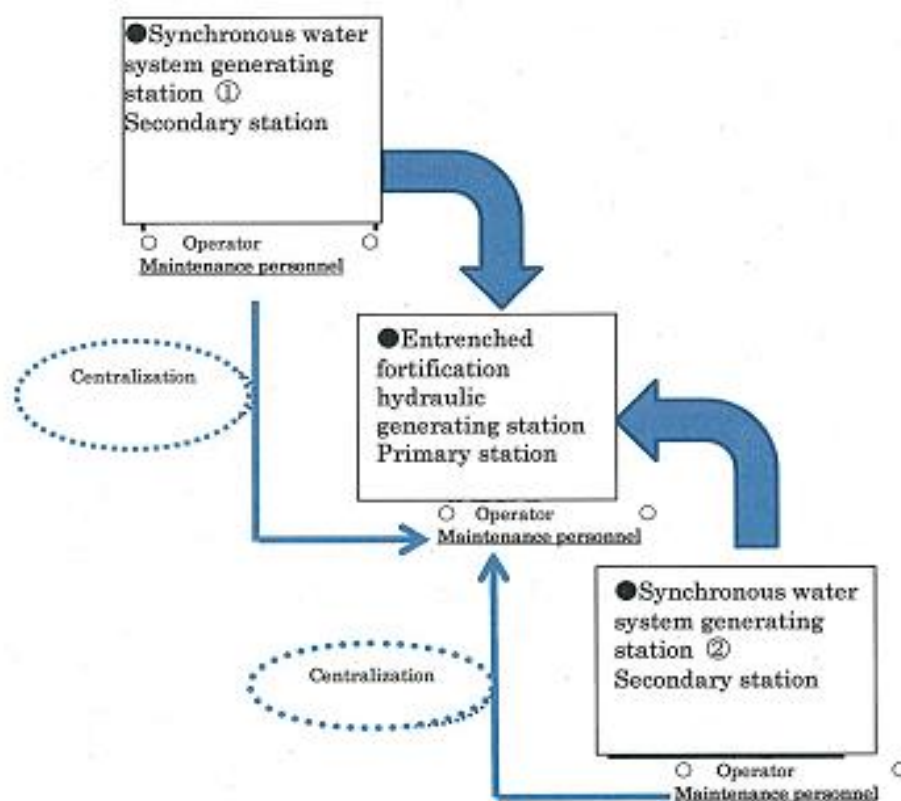 ●Synchronous water
system generating
station ①
Secondary station
○ Operator ○
Maintenance personnel
Centralization
●Entrenched
fortification
hydraulic
generating station
Primary station
○ Operator ○
Maintenance personnel
Centralization
●Synchronous water
system generating
station ②
Secondary station
○ Operator ○
Maintenance personnel